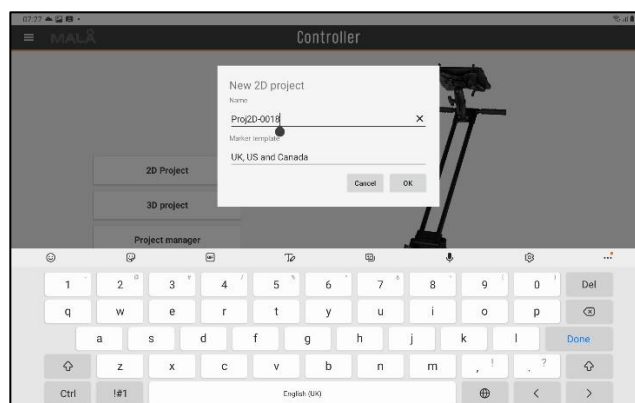 07:27
MALÅ
Controller
New 2D project
Name
Proj2D-0018
Marker template
UK, US and Canada
Cancel OK
2D Project
3D project
Project manager
1 2 3 4 5 6 7 8 9 0 Del
q w e r t y u i o p
a s d f g h j k l Done
z x c v b n m , ! . ?
Ctrl !#1 English (UK) < >